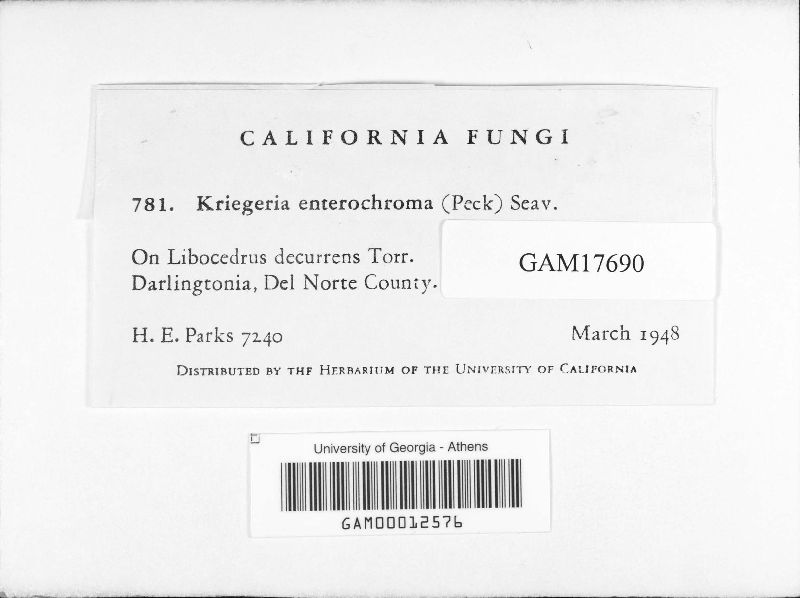 CALIFORNIA FUNGI
781. Kriegeria enterochroma (Peck) Seav.
On Libocedrus decurrens Torr.
Darlingtonia, Del Norte County.
GAM17690
H. E. Parks 7240
March 1948
Distributed by the Herbarium of the University of California
University of Georgia - Athens
GAM00012576